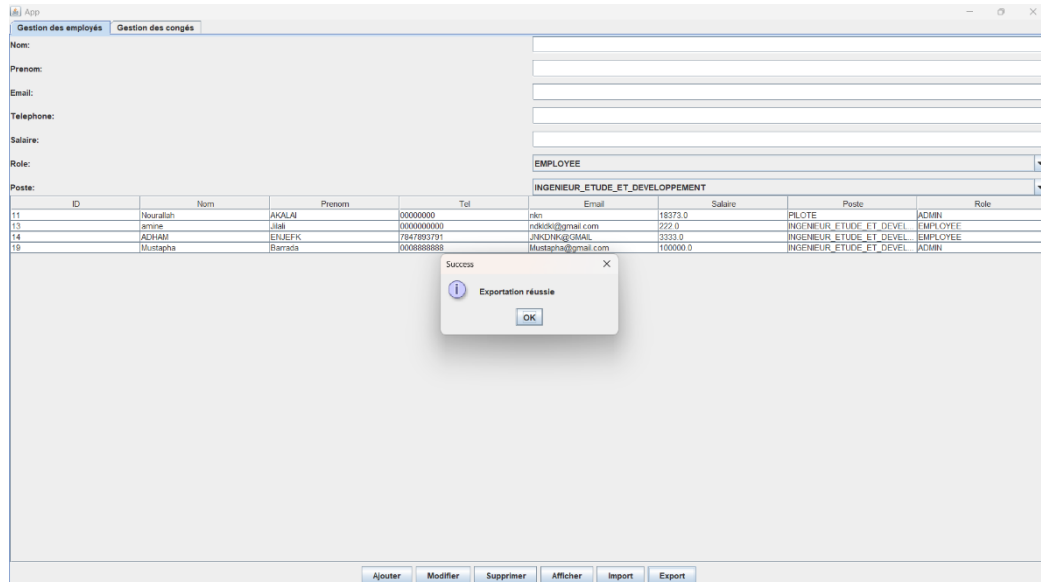 App
Gestion des employés Gestion des congés
Nom:
Prenom:
Email:
Telephone:
Salaire:
Role: EMPLOYEE
Poste: INGENIEUR_ETUDE_ET_DEVELOPPEMENT
ID Nom Prenom Tel Email Salaire Poste Role
11 Nourallah AKALAI 00000000 nkn 18373.0 PILOTE ADMIN
13 amine Jilali 0000000000 ndkldkl@gmail.com 222.0 INGENIEUR_ETUDE_ET_DEVEL... EMPLOYEE
14 ADHAM ENJEFK 7847893791 JNKDNK@GMAIL 3333.0 INGENIEUR_ETUDE_ET_DEVEL... EMPLOYEE
19 Mustapha Barrada 0008888888 Mustapha@gmail.com 100000.0 INGENIEUR_ETUDE_ET_DEVEL... ADMIN
Success
Exportation réussie
OK
Ajouter Modifier Supprimer Afficher Import Export